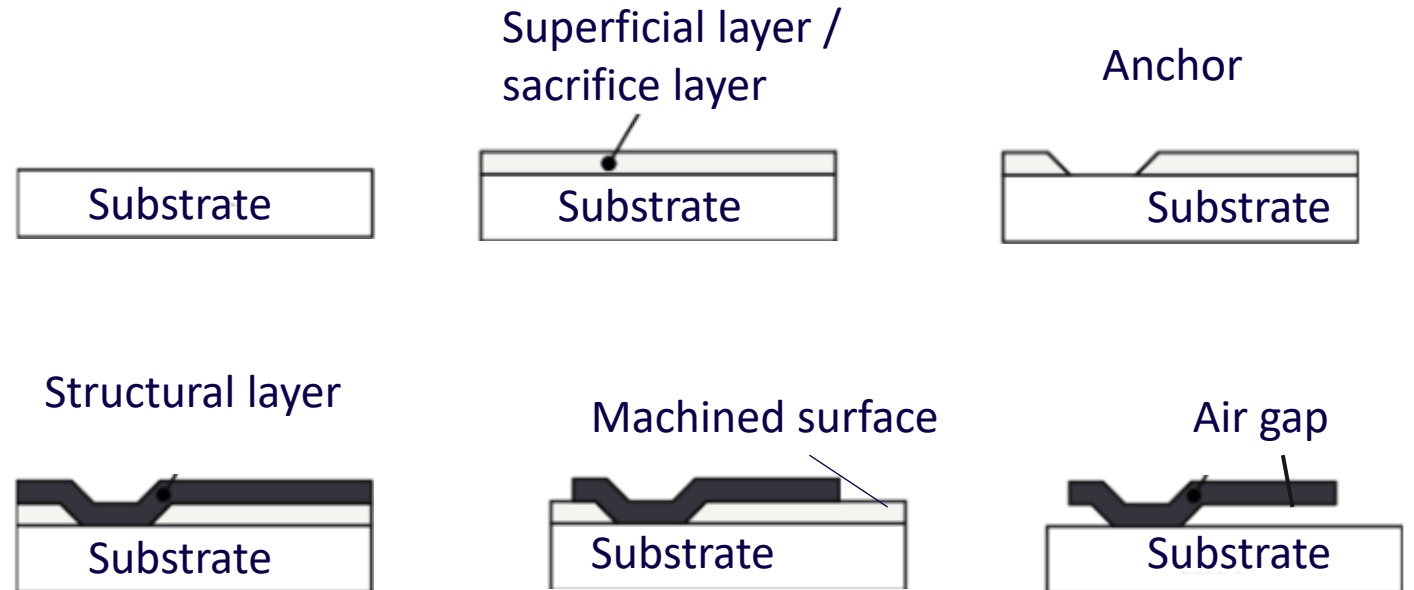 Superficial layer /
sacrifice layer
Anchor
Substrate
Substrate
Substrate
Structural layer
Machined surface
Air gap
Substrate
Substrate
Substrate